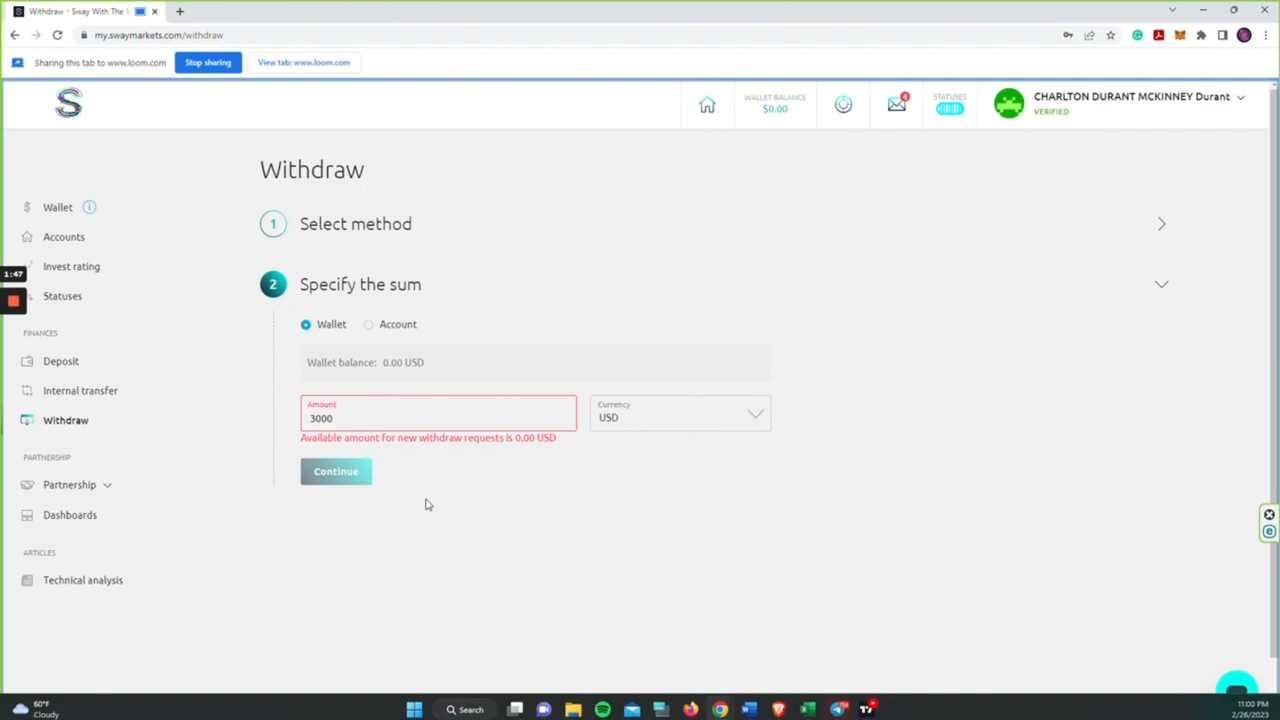 Withdraw - Sway With The
my.swaymarkets.com/withdraw
Sharing this tab to www.loom.com
Stop sharing
View tab: www.loom.com
S
WALLET BALANCE
$0.00
4
STATUSES
CHARLTON DURANT MCKINNEY Durant
VERIFIED
Withdraw
Wallet
Accounts
Invest rating
1:47
Statuses
FINANCES
Deposit
Internal transfer
Withdraw
PARTNERSHIP
Partnership
Dashboards
ARTICLES
Technical analysis
1 Select method
2 Specify the sum
Wallet Account
Wallet balance: 0.00 USD
Amount
3000
Currency
USD
Available amount for new withdraw requests is 0.00 USD
Continue
60°F
Cloudy
Search
11:00 PM
2/26/2023